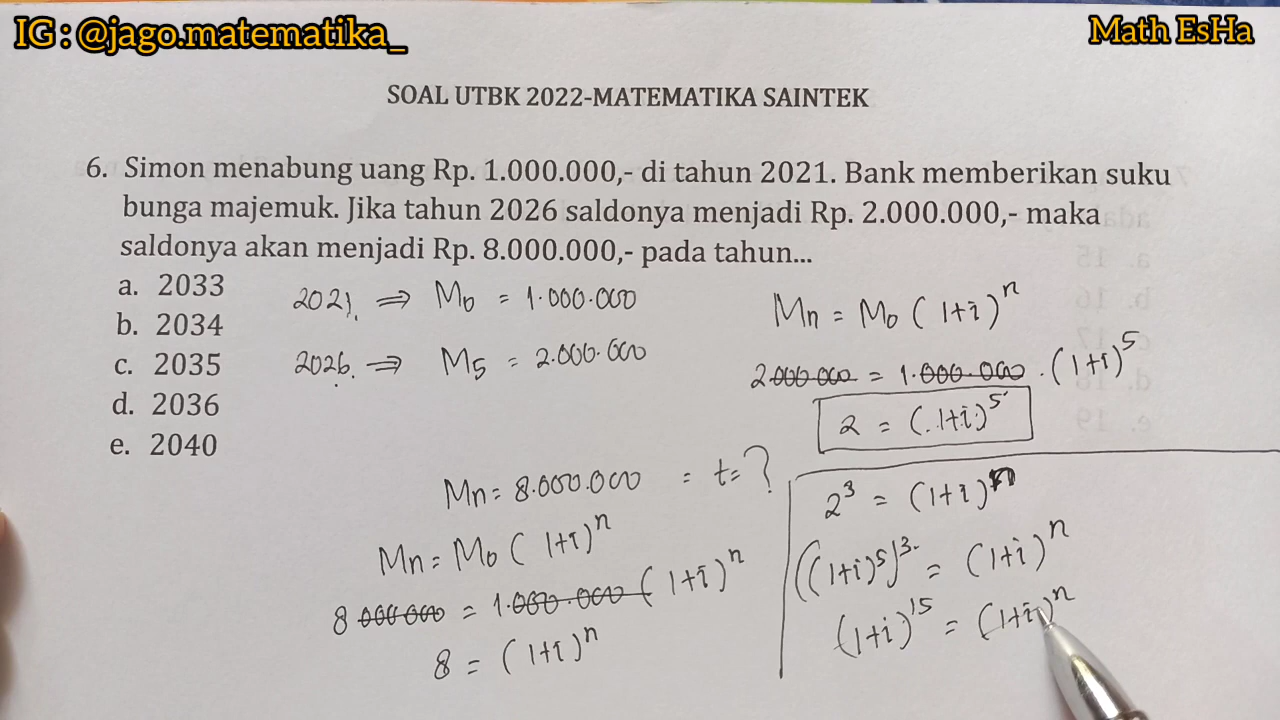 IG : @jago.matematika_
Math EsHa
SOAL UTBK 2022-MATEMATIKA SAINTEK
6. Simon menabung uang Rp. 1.000.000,- di tahun 2021. Bank memberikan suku
bunga majemuk. Jika tahun 2026 saldonya menjadi Rp. 2.000.000,- maka
saldonya akan menjadi Rp. 8.000.000,- pada tahun...
a. 2033
b. 2034
c. 2035
d. 2036
e. 2040
2021. ⇒ M₀ = 1.000.000
2026. ⇒ M₅ = 2.000.000
Mn = M₀ (1+i)ⁿ
2.000.000 = 1.000.000 . (1+i)⁵
2 = (1+i)⁵
Mn = 8.000.000 = t = ?
Mn = M₀ (1+i)ⁿ
8 000 000 = 1.000.000 (1+i)ⁿ
8 = (1+i)ⁿ
2³ = (1+i)ⁿ
((1+i)⁵)³ = (1+i)ⁿ
(1+i)¹⁵ = (1+i)ⁿ